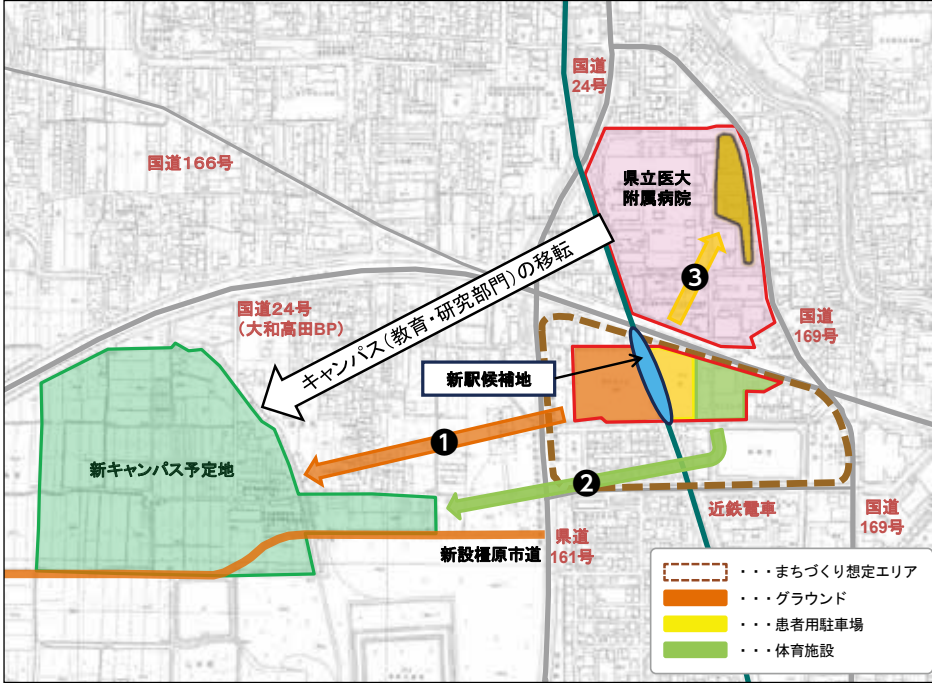 国道
24号
国道166号
県立医大
附属病院
❸
キャンパス(教育・研究部門)の移転
国道24号
(大和高田BP)
国道
169号
新駅候補地
❶
新キャンパス予定地
❷
近鉄電車
国道
169号
新設橿原市道
県道
161号
・・・まちづくり想定エリア
・・・グラウンド
・・・患者用駐車場
・・・体育施設